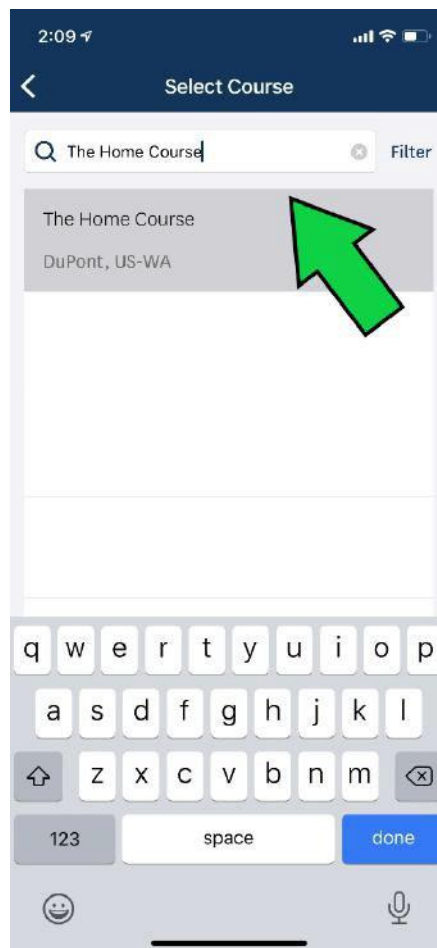 2:09
Select Course
The Home Course
Filter
The Home Course
DuPont, US-WA
q w e r t y u i o p
a s d f g h j k l
z x c v b n m
123 space done